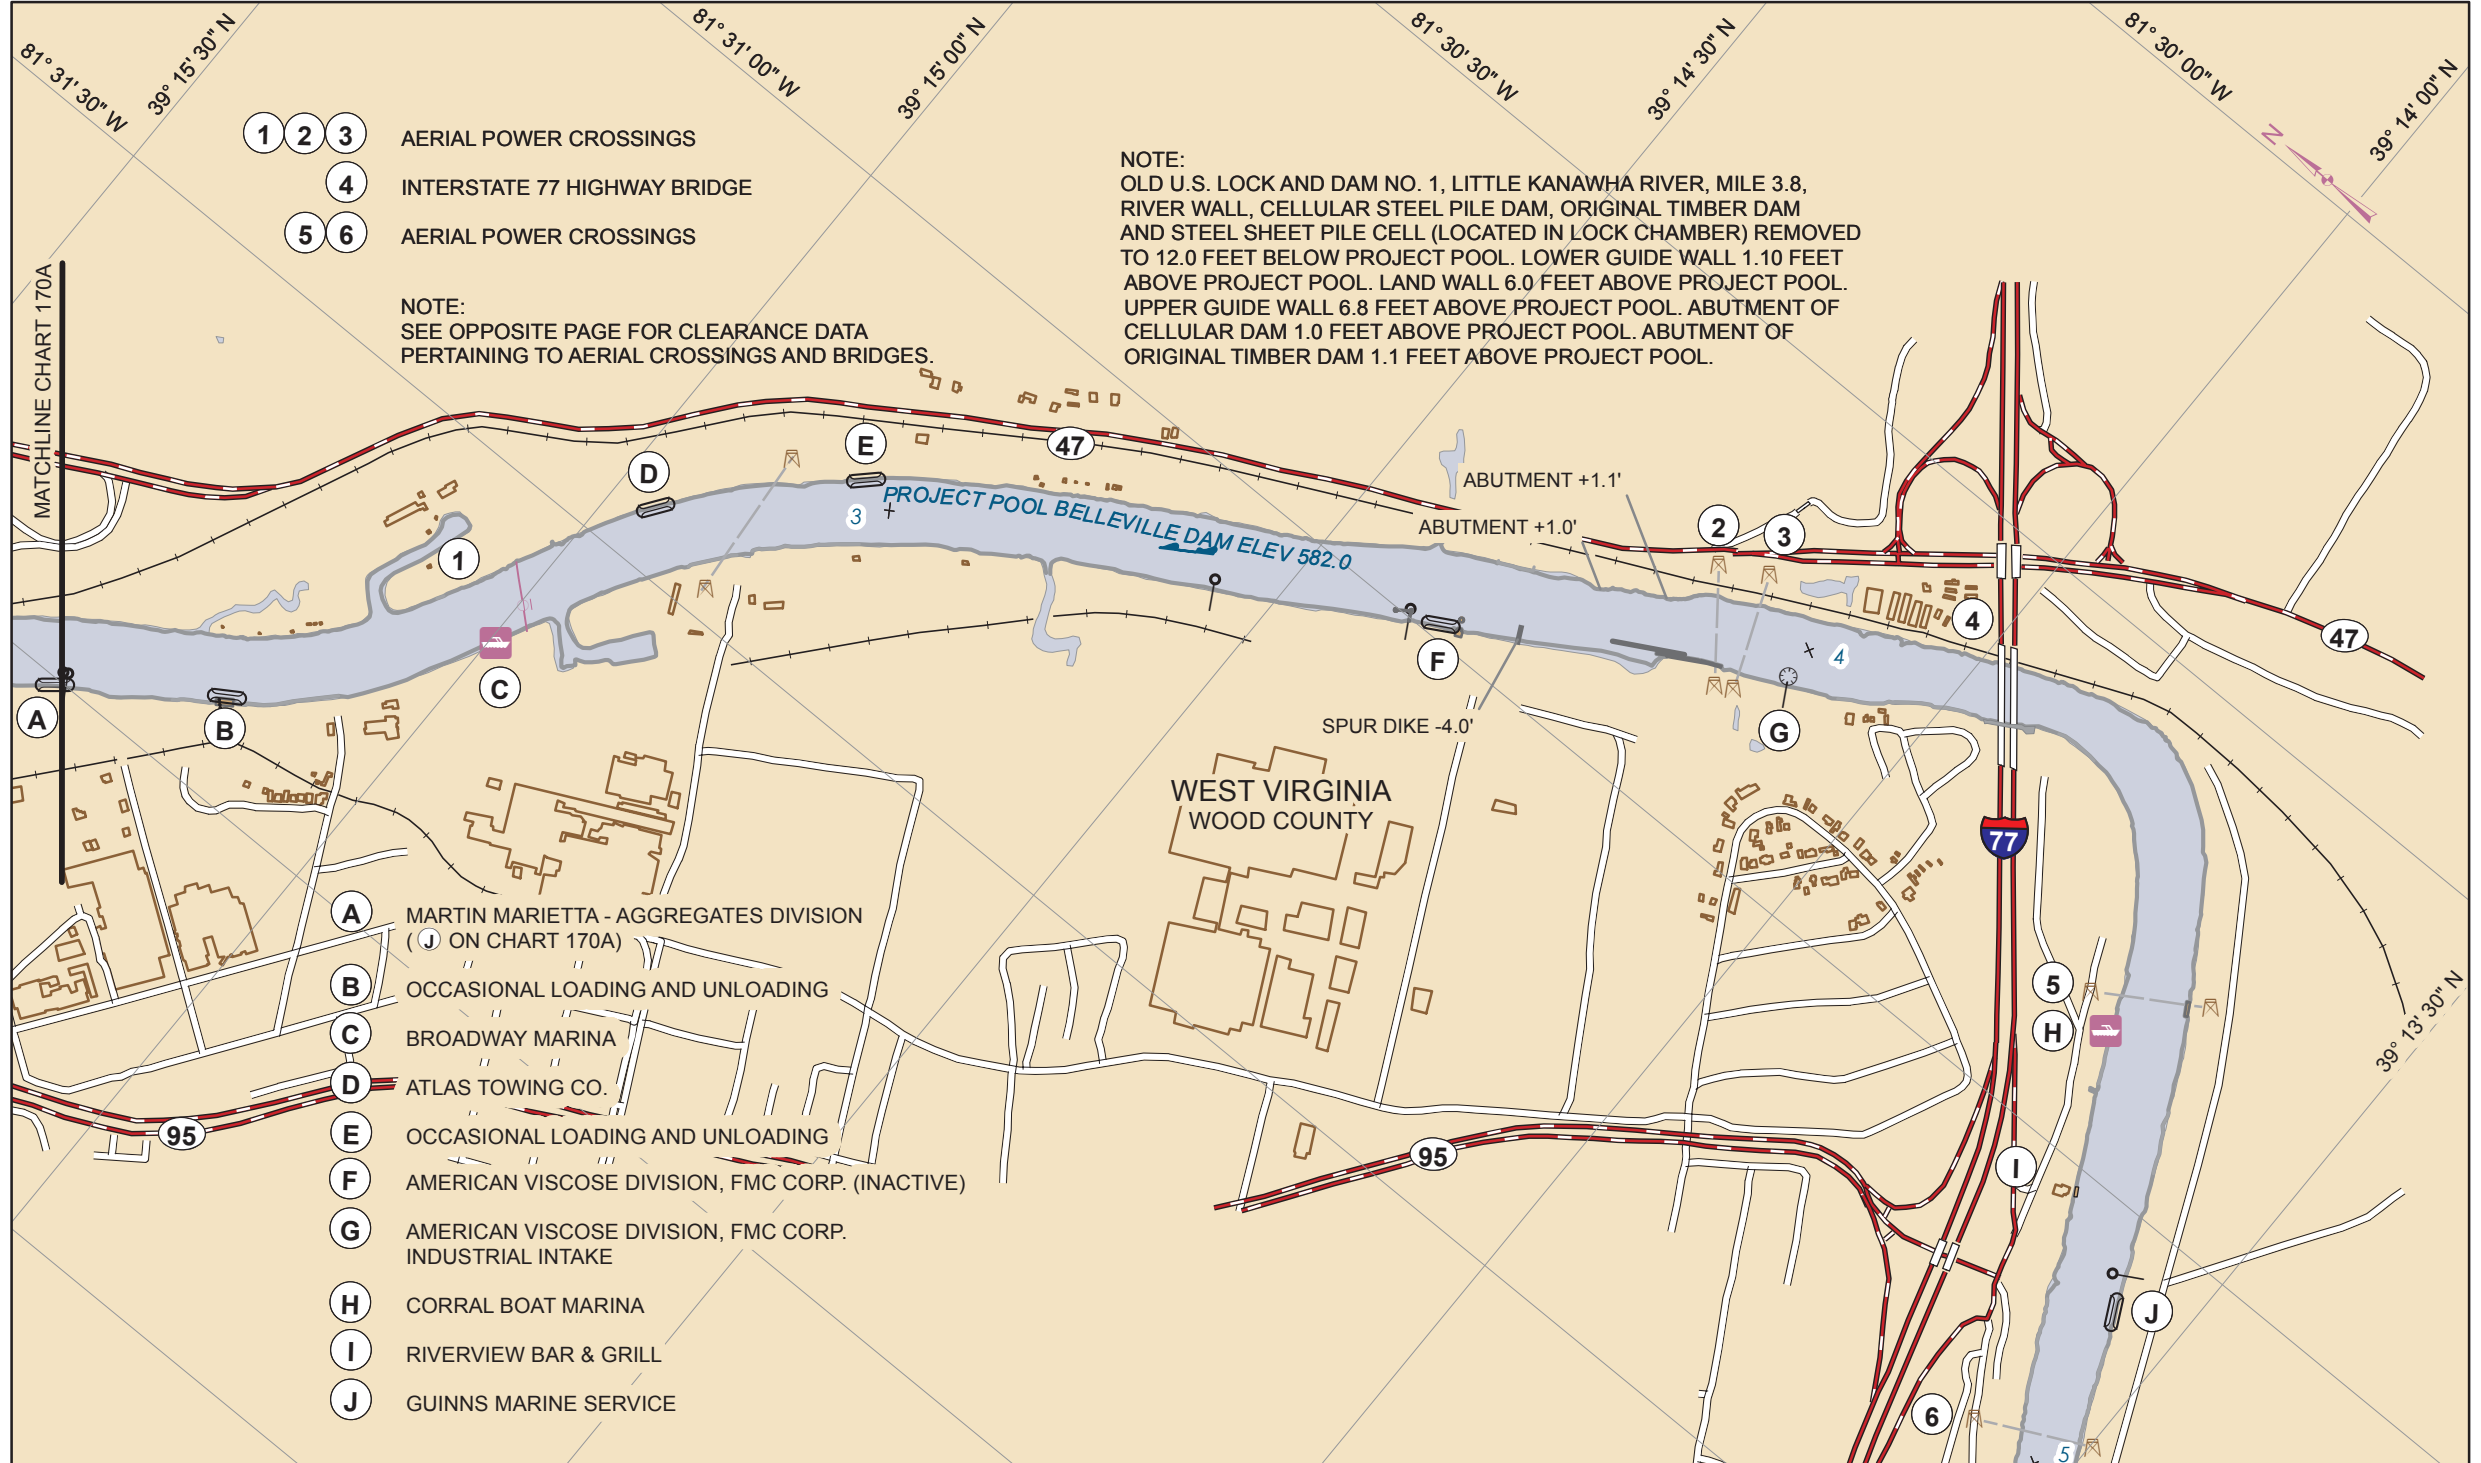 81° 31' 30" W
39° 15' 30" N
81° 31' 00" W
39° 15' 00" N
81° 30' 30" W
39° 14' 30" N
81° 30' 00" W
39° 14' 00" N
N
1 2 3 AERIAL POWER CROSSINGS
4 INTERSTATE 77 HIGHWAY BRIDGE
5 6 AERIAL POWER CROSSINGS
NOTE:
SEE OPPOSITE PAGE FOR CLEARANCE DATA
PERTAINING TO AERIAL CROSSINGS AND BRIDGES.
NOTE:
OLD U.S. LOCK AND DAM NO. 1, LITTLE KANAWHA RIVER, MILE 3.8,
RIVER WALL, CELLULAR STEEL PILE DAM, ORIGINAL TIMBER DAM
AND STEEL SHEET PILE CELL (LOCATED IN LOCK CHAMBER) REMOVED
TO 12.0 FEET BELOW PROJECT POOL. LOWER GUIDE WALL 1.10 FEET
ABOVE PROJECT POOL. LAND WALL 6.0 FEET ABOVE PROJECT POOL.
UPPER GUIDE WALL 6.8 FEET ABOVE PROJECT POOL. ABUTMENT OF
CELLULAR DAM 1.0 FEET ABOVE PROJECT POOL. ABUTMENT OF
ORIGINAL TIMBER DAM 1.1 FEET ABOVE PROJECT POOL.
MATCHLINE CHART 170A
E
47
D
ABUTMENT +1.1'
3
PROJECT POOL BELLEVILLE DAM ELEV 582.0
ABUTMENT +1.0'
2
3
1
4
47
F
4
C
A
B
SPUR DIKE -4.0'
G
WEST VIRGINIA
WOOD COUNTY
77
A MARTIN MARIETTA - AGGREGATES DIVISION
( J ON CHART 170A)
B OCCASIONAL LOADING AND UNLOADING
C BROADWAY MARINA
D ATLAS TOWING CO.
E OCCASIONAL LOADING AND UNLOADING
F AMERICAN VISCOSE DIVISION, FMC CORP. (INACTIVE)
G AMERICAN VISCOSE DIVISION, FMC CORP.
INDUSTRIAL INTAKE
H CORRAL BOAT MARINA
I RIVERVIEW BAR & GRILL
J GUINNS MARINE SERVICE
95
95
5
H
39° 13' 30" N
I
J
6
5